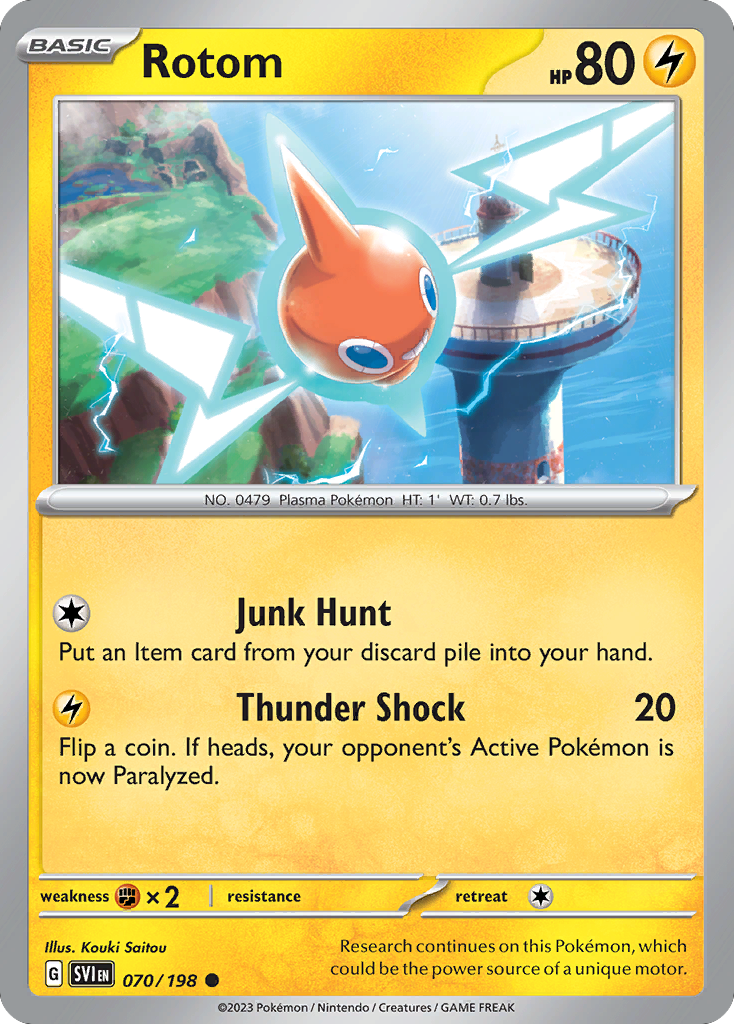 BASIC
Rotom
HP 80
NO. 0479 Plasma Pokémon HT: 1' WT: 0.7 lbs.
Junk Hunt
Put an Item card from your discard pile into your hand.
Thunder Shock 20
Flip a coin. If heads, your opponent's Active Pokémon is
now Paralyzed.
weakness ×2 resistance retreat
Illus. Kouki Saitou
Research continues on this Pokémon, which
could be the power source of a unique motor.
G SVI EN 070/198
©2023 Pokémon / Nintendo / Creatures / GAME FREAK